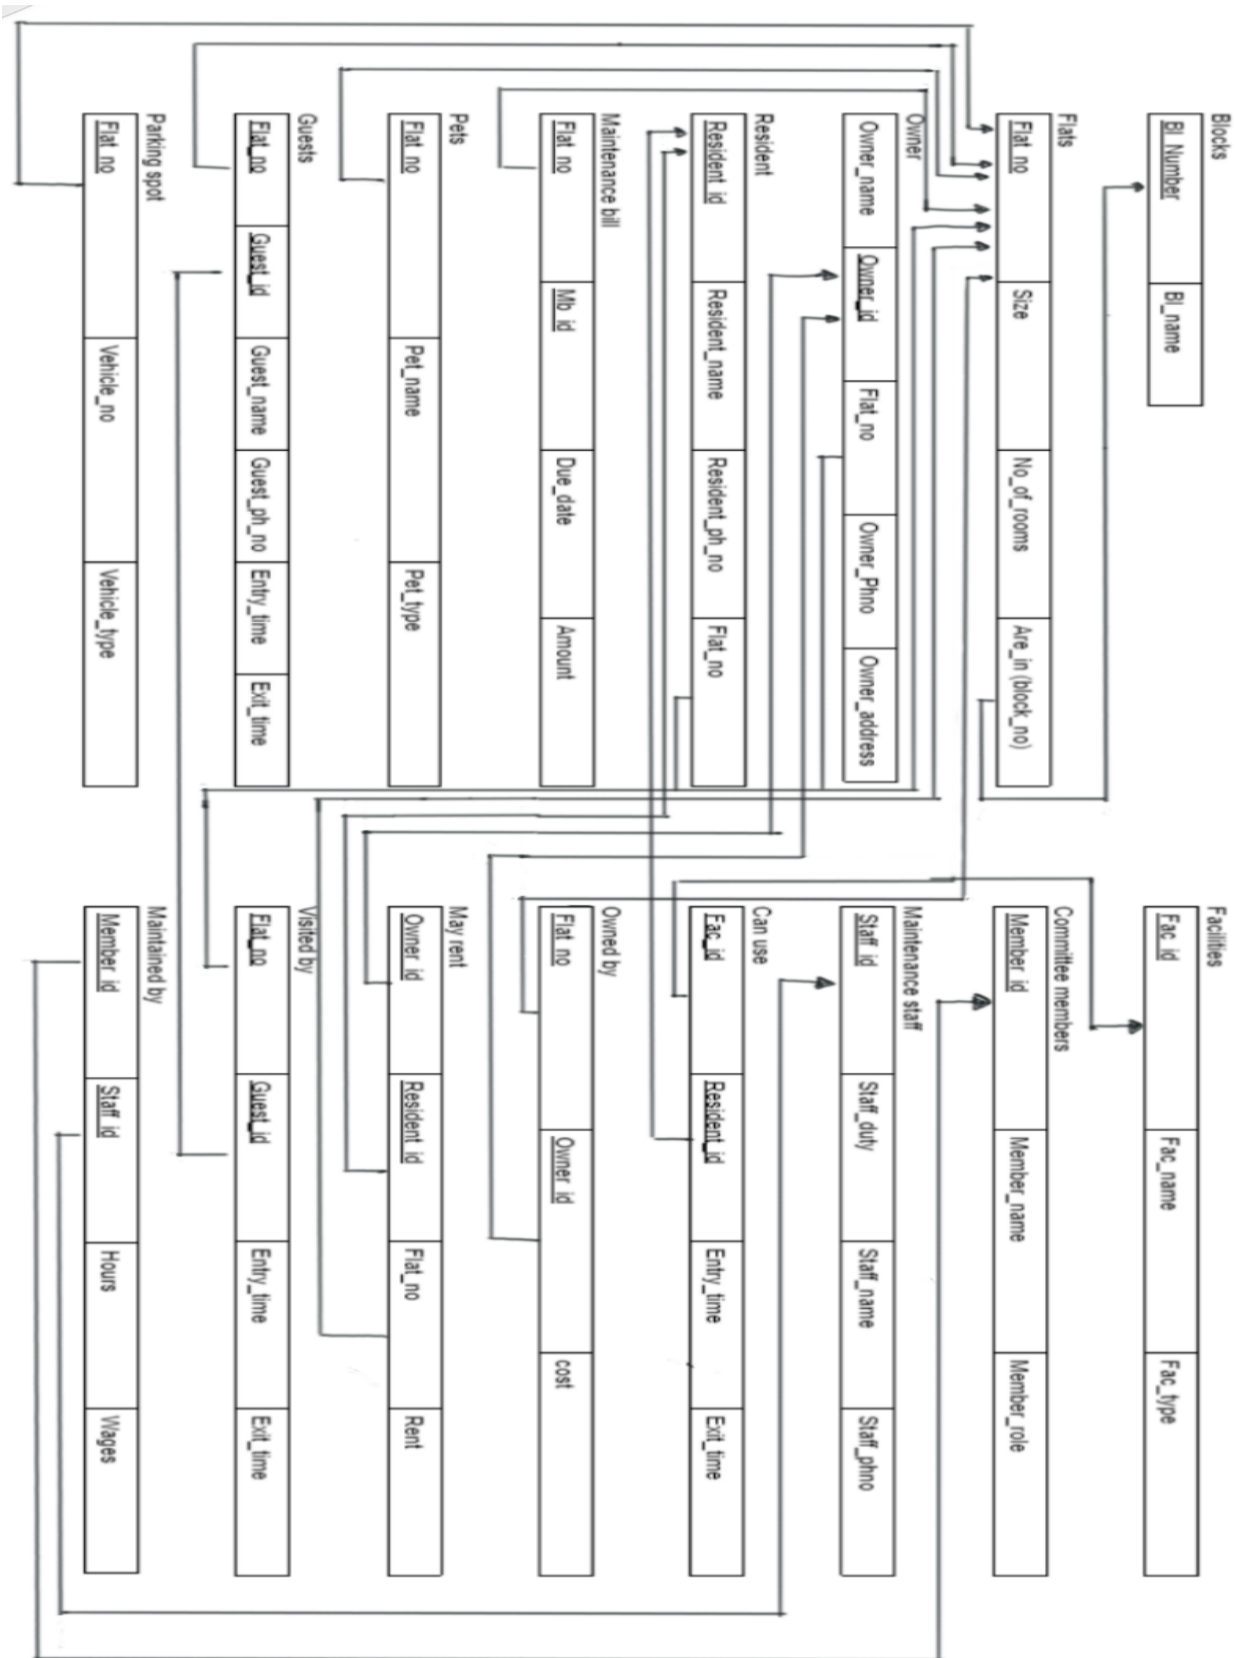 Blocks
Bl_Number Bl_name
Flats
Flat_no Size No_of_rooms Are_in (block_no)
Owner
Owner_name Owner_id Flat_no Owner_Phno Owner_address
Resident
Resident_id Resident_name Resident_ph_no Flat_no
Maintenance bill
Flat_no Mb_id Due_date Amount
Pets
Flat_no Pet_name Pet_type
Guests
Flat_no Guest_id Guest_name Guest_ph_no Entry_time Exit_time
Parking spot
Flat_no Vehicle_no Vehicle_type
Facilities
Fac_id Fac_name Fac_type
Committee members
Member_id Member_name Member_role
Maintenance staff
Staff_id Staff_duty Staff_name Staff_phno
Can use
Fac_id Resident_id Entry_time Exit_time
Owned by
Flat_no Owner_id cost
May rent
Owner_id Resident_id Flat_no Rent
Visited by
Flat_no Guest_id Entry_time Exit_time
Maintained by
Member_id Staff_id Hours Wages